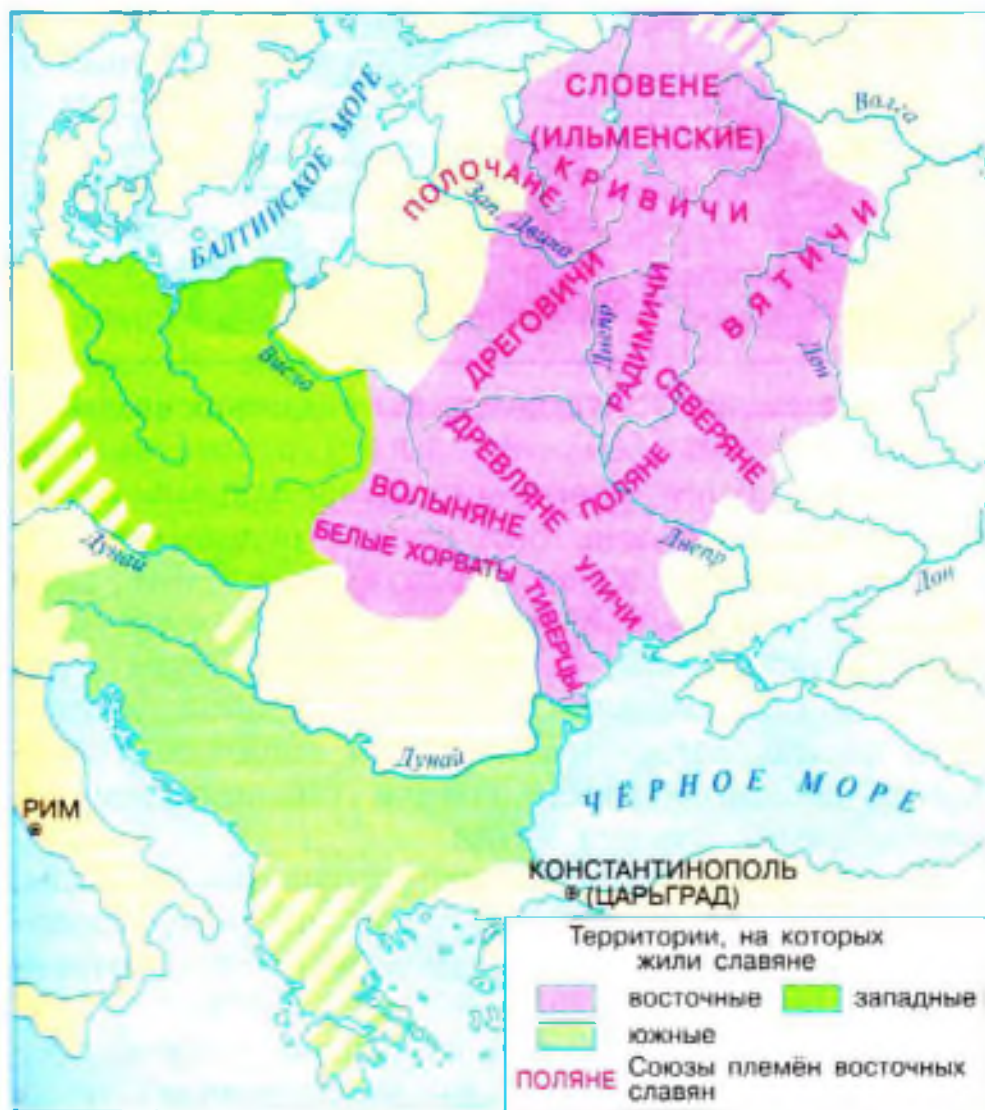 СЛОВЕНЕ
(ИЛЬМЕНСКИЕ)
Волга
БАЛТИЙСКОЕ МОРЕ
ПОЛОЧАНЕ
КРИВИЧИ
Зап. Двина
ВЯТИЧИ
ДРЕГОВИЧИ
Днепр
РАДИМИЧИ
Дон
Висла
СЕВЕРЯНЕ
ДРЕВЛЯНЕ
ПОЛЯНЕ
ВОЛЫНЯНЕ
БЕЛЫЕ ХОРВАТЫ
Днепр
Дунай
УЛИЧИ
Дон
ТИВЕРЦЫ
Дунай
ЧЁРНОЕ МОРЕ
РИМ
КОНСТАНТИНОПОЛЬ
(ЦАРЬГРАД)
Территории, на которых
жили славяне
восточные западные
южные
ПОЛЯНЕ Союзы племён восточных
славян